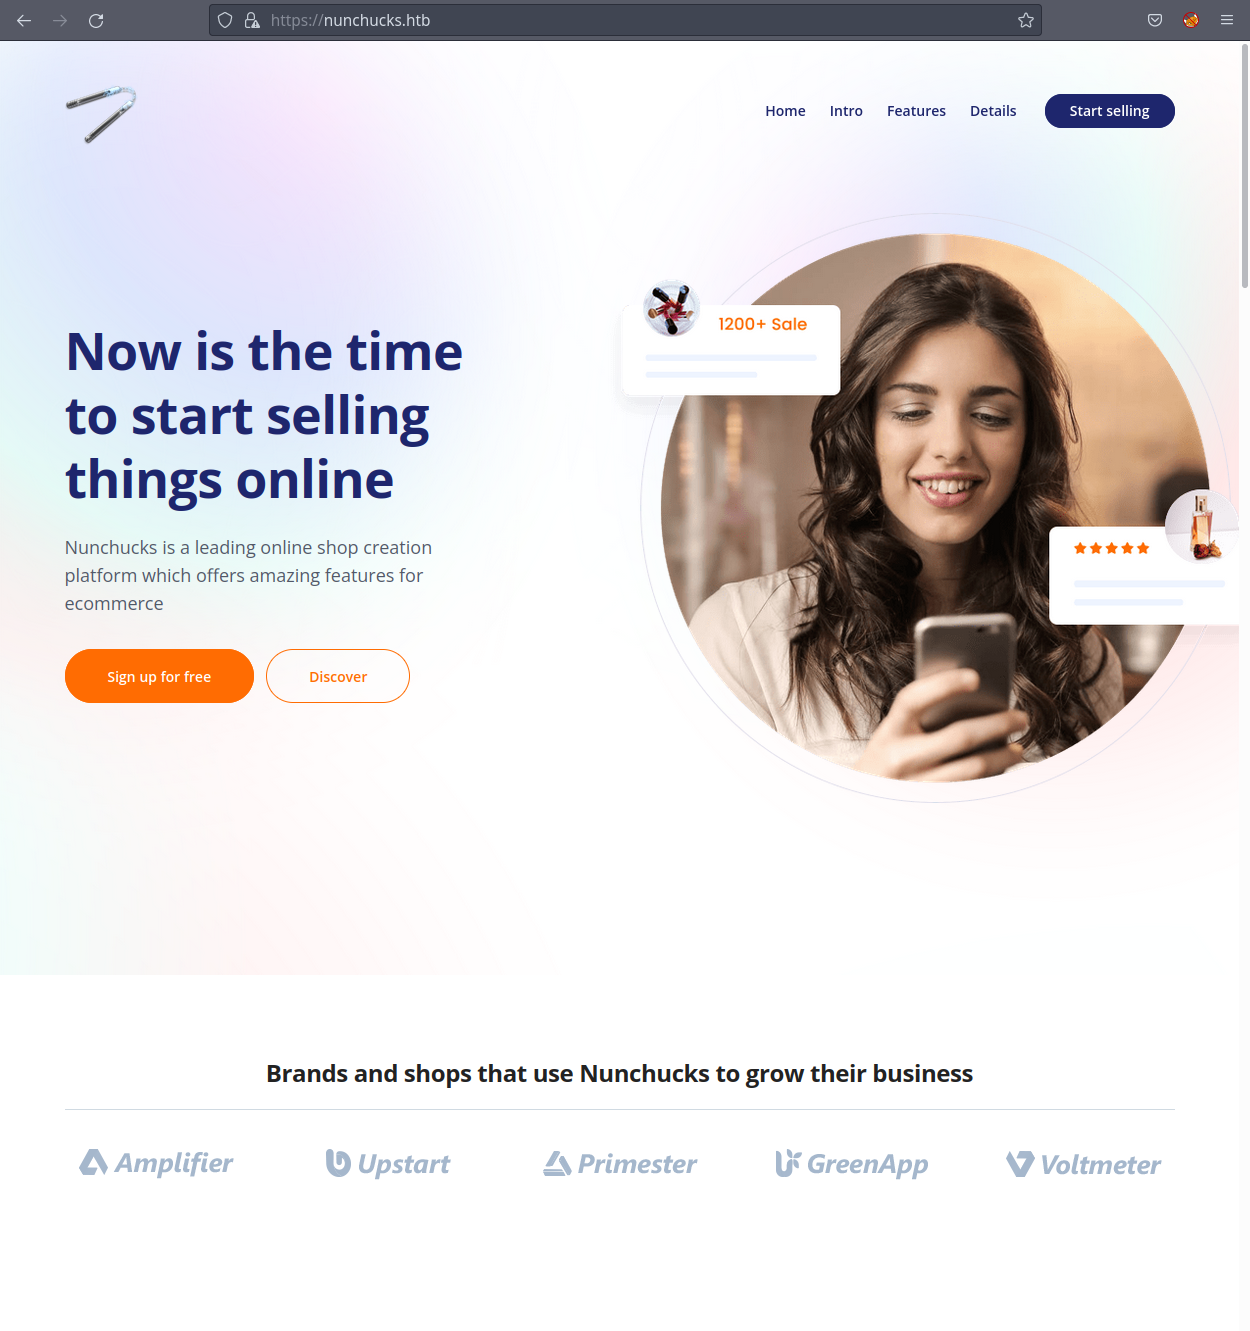 https://nunchucks.htb
Home Intro Features Details Start selling
1200+ Sale
Now is the time
to start selling
things online
Nunchucks is a leading online shop creation
platform which offers amazing features for
ecommerce
Sign up for free Discover
Brands and shops that use Nunchucks to grow their business
Amplifier Upstart Primester GreenApp Voltmeter